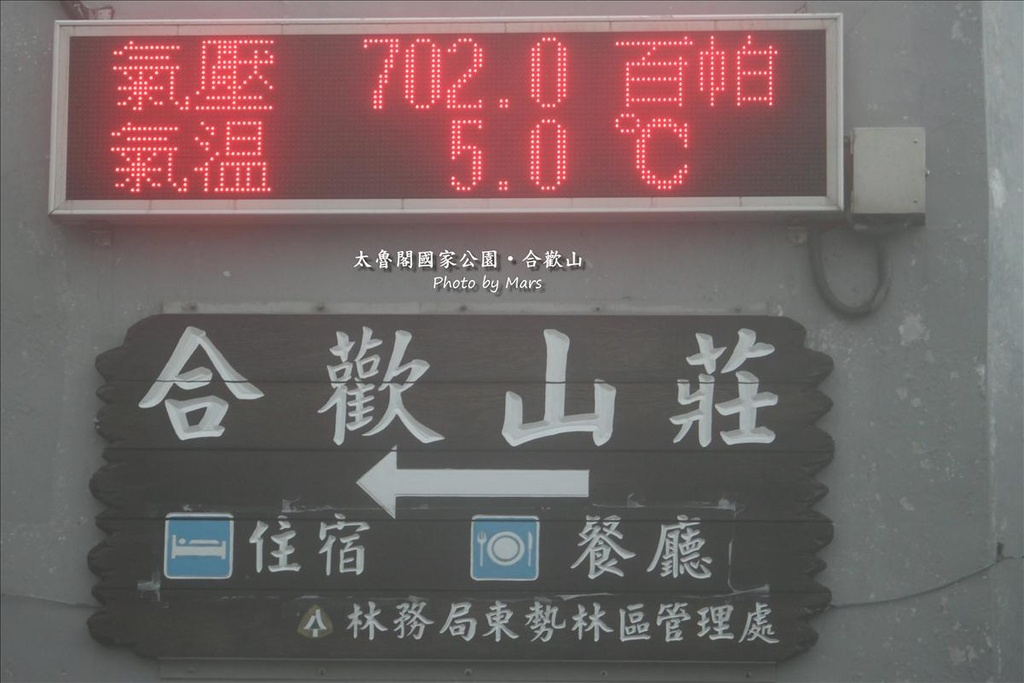 氣壓 702.0 百帕
氣温 5.0 ℃
太魯閣國家公園・合歡山
Photo by Mars
合歡山莊
住宿 餐廳
林務局東勢林區管理處